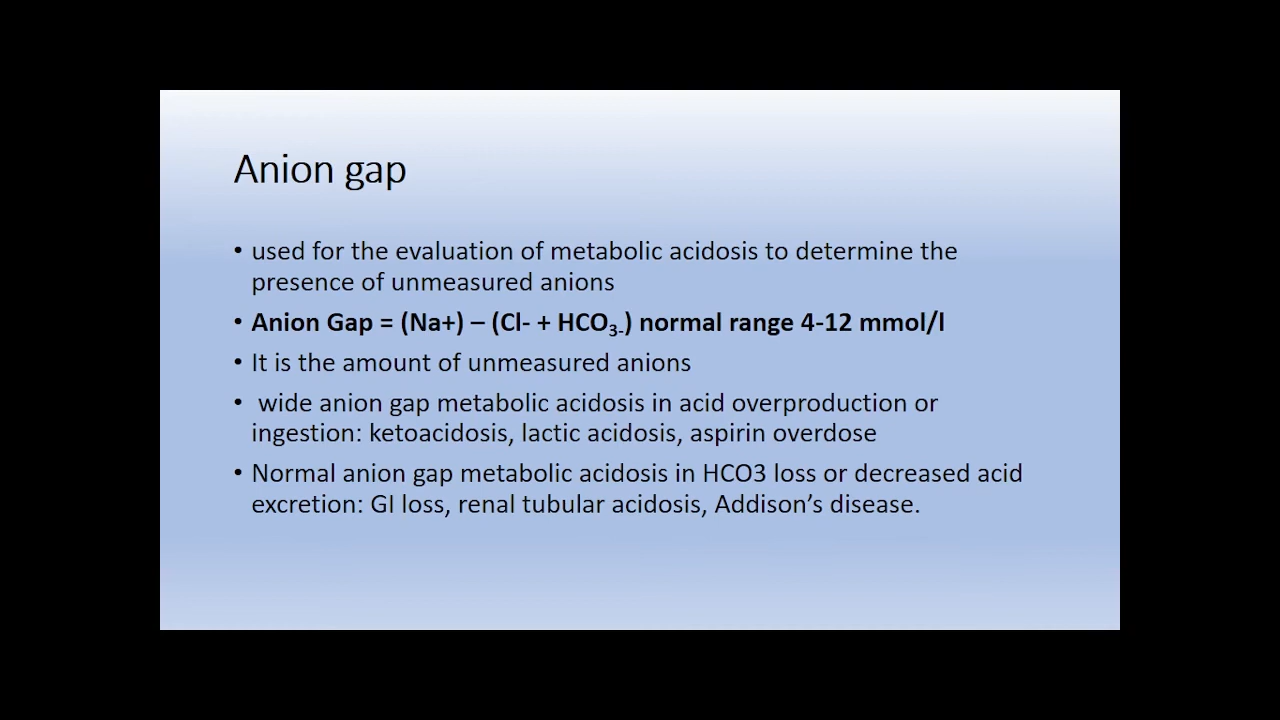 Anion gap
• used for the evaluation of metabolic acidosis to determine the
presence of unmeasured anions
• Anion Gap = (Na+) – (Cl- + HCO₃-) normal range 4-12 mmol/l
• It is the amount of unmeasured anions
• wide anion gap metabolic acidosis in acid overproduction or
ingestion: ketoacidosis, lactic acidosis, aspirin overdose
• Normal anion gap metabolic acidosis in HCO3 loss or decreased acid
excretion: GI loss, renal tubular acidosis, Addison’s disease.